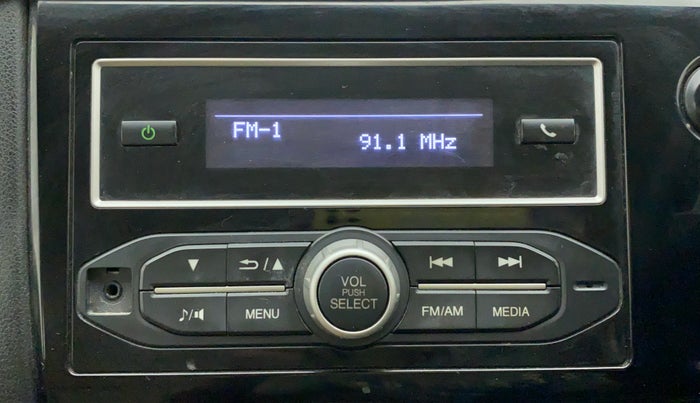 FM-1
91.1 MHz
VOL
PUSH
SELECT
MENU
FM/AM
MEDIA